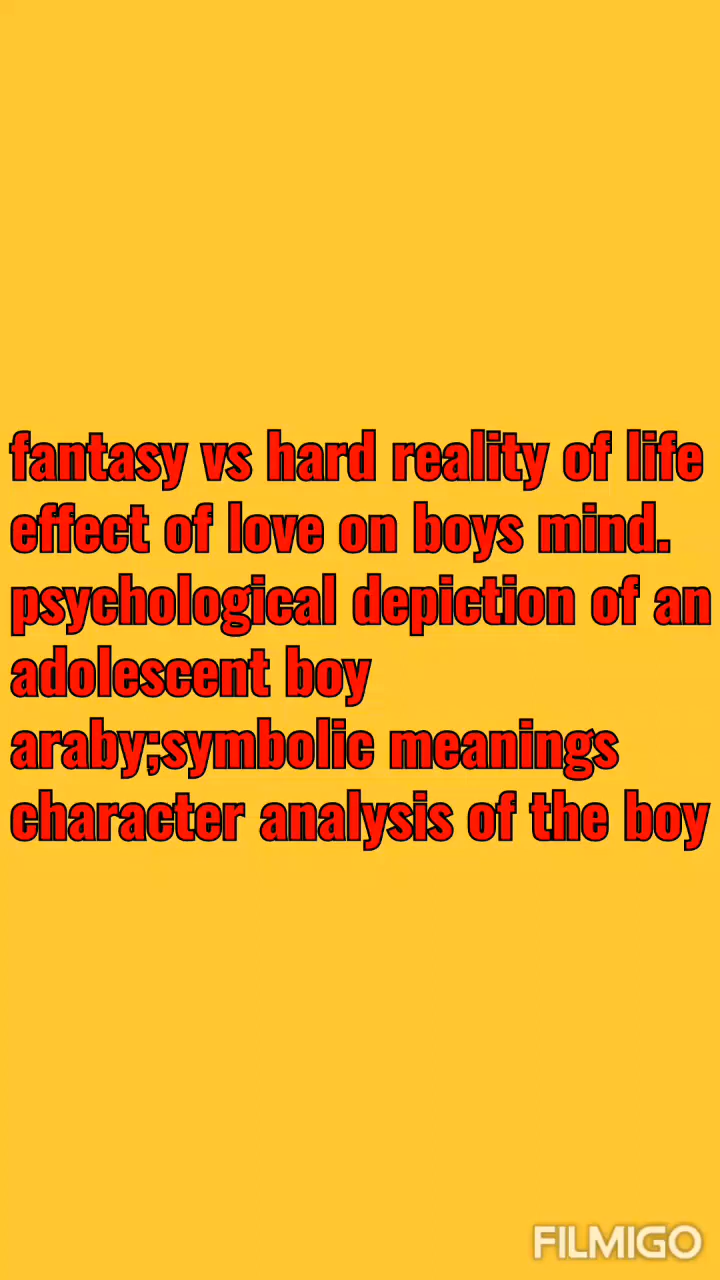 fantasy vs hard reality of life
effect of love on boys mind.
psychological depiction of an
adolescent boy
araby;symbolic meanings
character analysis of the boy
FILMIGO